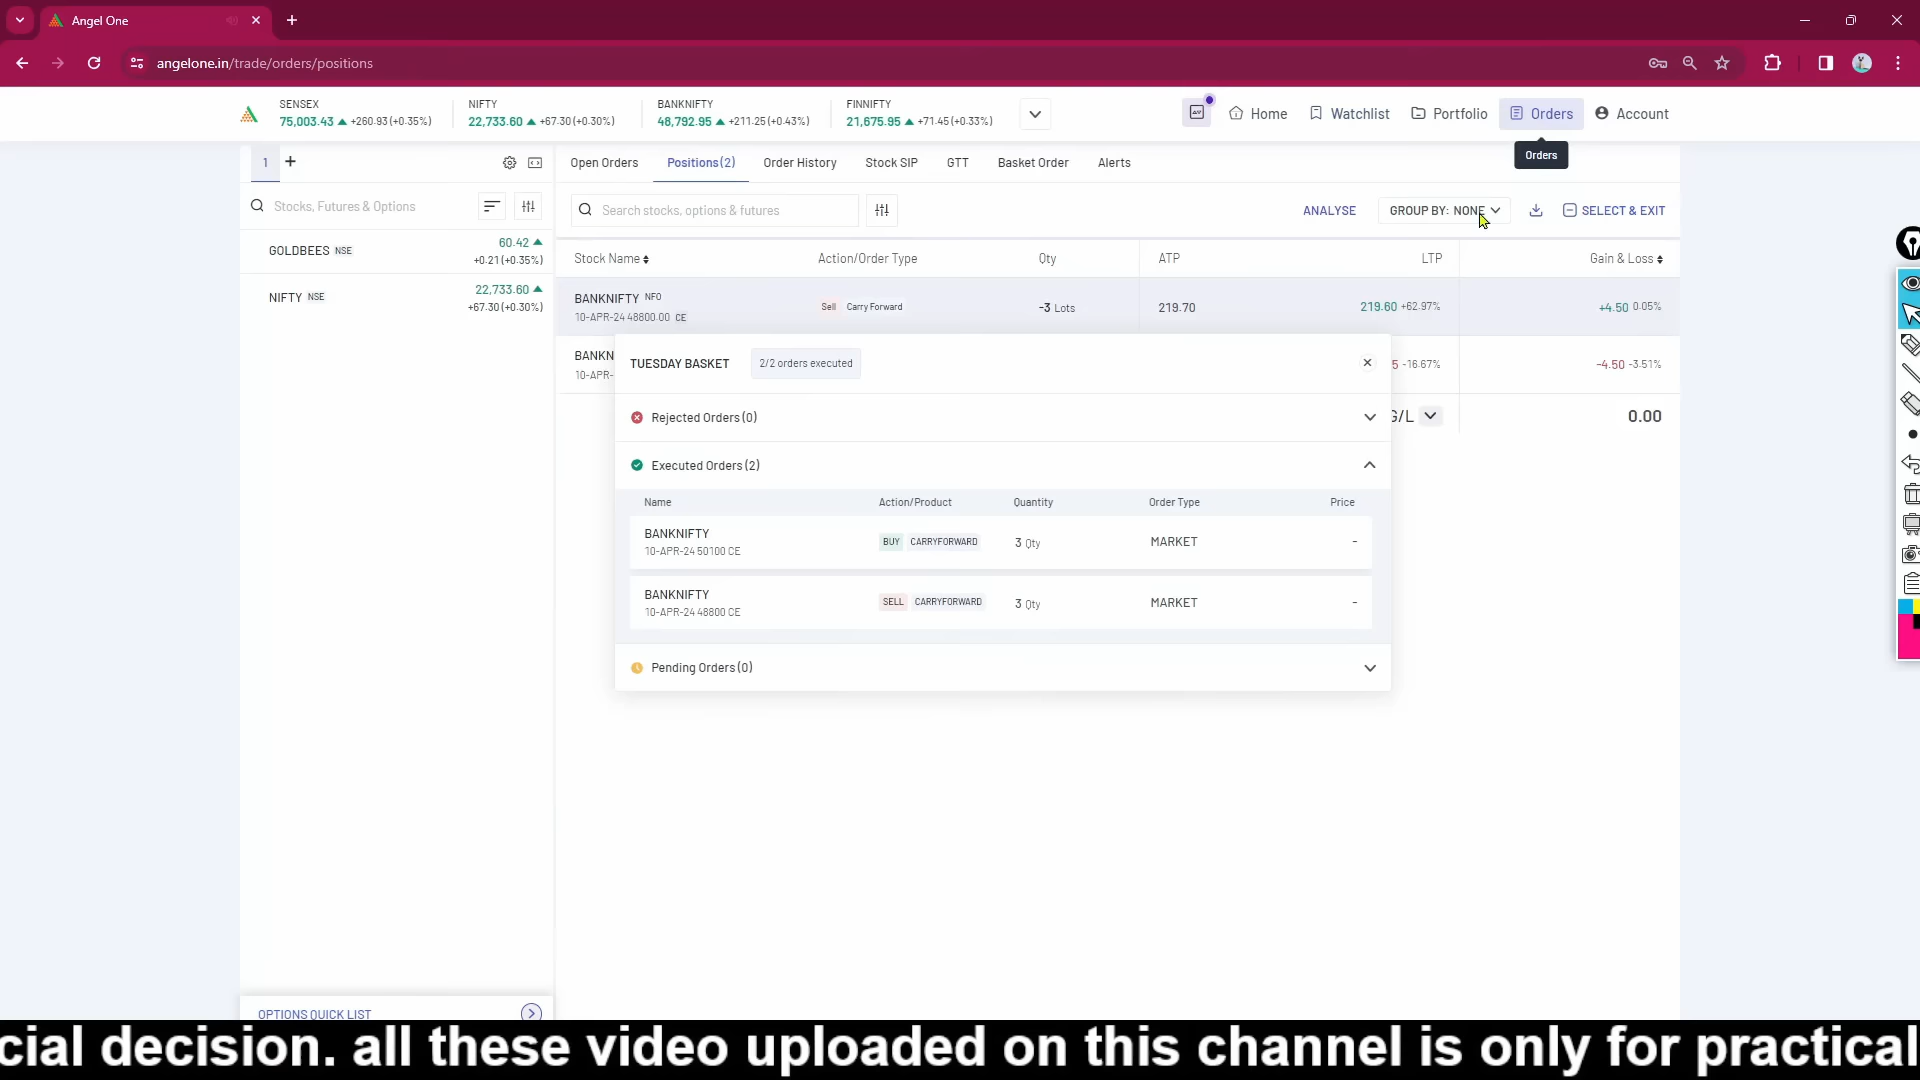 Angel One
angelone.in/trade/orders/positions
SENSEX
75,003.43 +260.93 (+0.35%)
NIFTY
22,733.60 +67.30 (+0.30%)
BANKNIFTY
48,792.95 +211.25 (+0.43%)
FINNIFTY
21,675.95 +71.45 (+0.33%)
Home
Watchlist
Portfolio
Orders
Account
Orders
1
Open Orders
Positions (2)
Order History
Stock SIP
GTT
Basket Order
Alerts
Stocks, Futures & Options
Search stocks, options & futures
ANALYSE
GROUP BY: NONE
SELECT & EXIT
GOLDBEES NSE
60.42
+0.21 (+0.35%)
NIFTY NSE
22,733.60
+67.30 (+0.30%)
Stock Name
Action/Order Type
Qty
ATP
LTP
Gain & Loss
BANKNIFTY NFO
10-APR-24 48800.00 CE
Sell Carry Forward
-3 Lots
219.70
219.60 +62.97%
+4.50 0.05%
BANKN
10-APR-
5 -16.67%
-4.50 -3.51%
G/L
0.00
TUESDAY BASKET
2/2 orders executed
Rejected Orders (0)
Executed Orders (2)
Name
Action/Product
Quantity
Order Type
Price
BANKNIFTY
10-APR-24 50100 CE
BUY CARRYFORWARD
3 Qty
MARKET
-
BANKNIFTY
10-APR-24 48800 CE
SELL CARRYFORWARD
3 Qty
MARKET
-
Pending Orders (0)
OPTIONS QUICK LIST
cial decision. all these video uploaded on this channel is only for practical